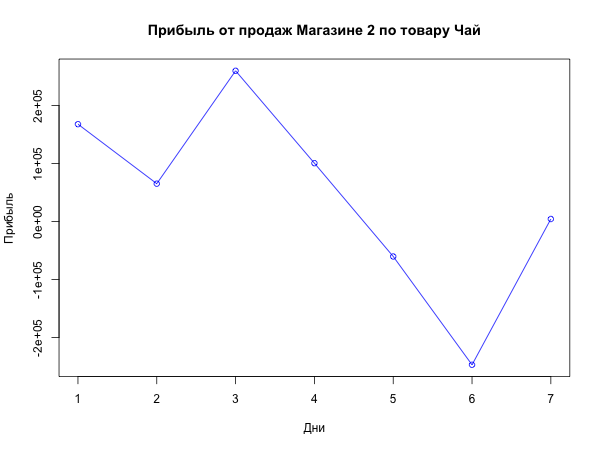 Прибыль от продаж Магазине 2 по товару Чай
Прибыль
2e+05
1e+05
0e+00
-1e+05
-2e+05
1 2 3 4 5 6 7
Дни